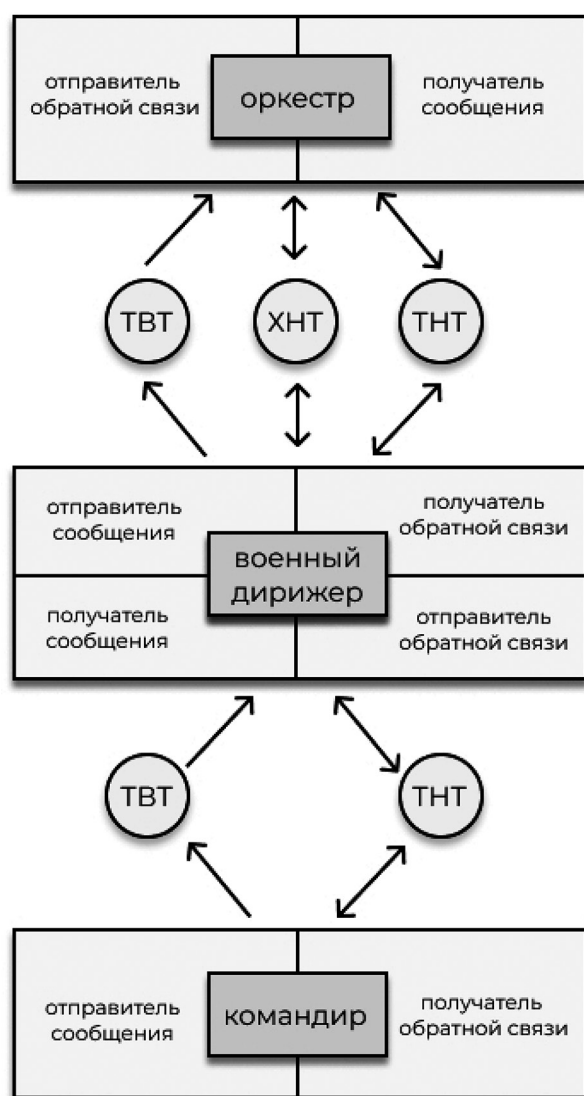 отправитель
обратной связи
оркестр
получатель
сообщения
ТВТ
ХНТ
ТНТ
отправитель
сообщения
получатель
обратной связи
военный
дирижер
получатель
сообщения
отправитель
обратной связи
ТВТ
ТНТ
отправитель
сообщения
командир
получатель
обратной связи